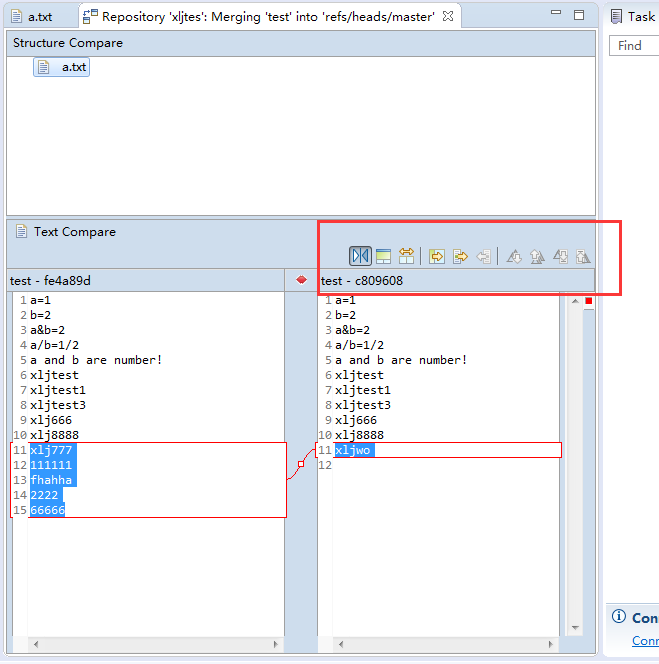 a.txt
Repository 'xljtes': Merging 'test' into 'refs/heads/master'
Task
Find
Structure Compare
a.txt
Text Compare
test - fe4a89d
test - c809608
1 a=1
2 b=2
3 a&b=2
4 a/b=1/2
5 a and b are number!
6 xljtest
7 xljtest1
8 xljtest3
9 xlj666
10 xlj8888
11 xlj777
12 111111
13 fhahha
14 2222
15 66666
1 a=1
2 b=2
3 a&b=2
4 a/b=1/2
5 a and b are number!
6 xljtest
7 xljtest1
8 xljtest3
9 xlj666
10 xlj8888
11 xljwo
12
Con
Conn